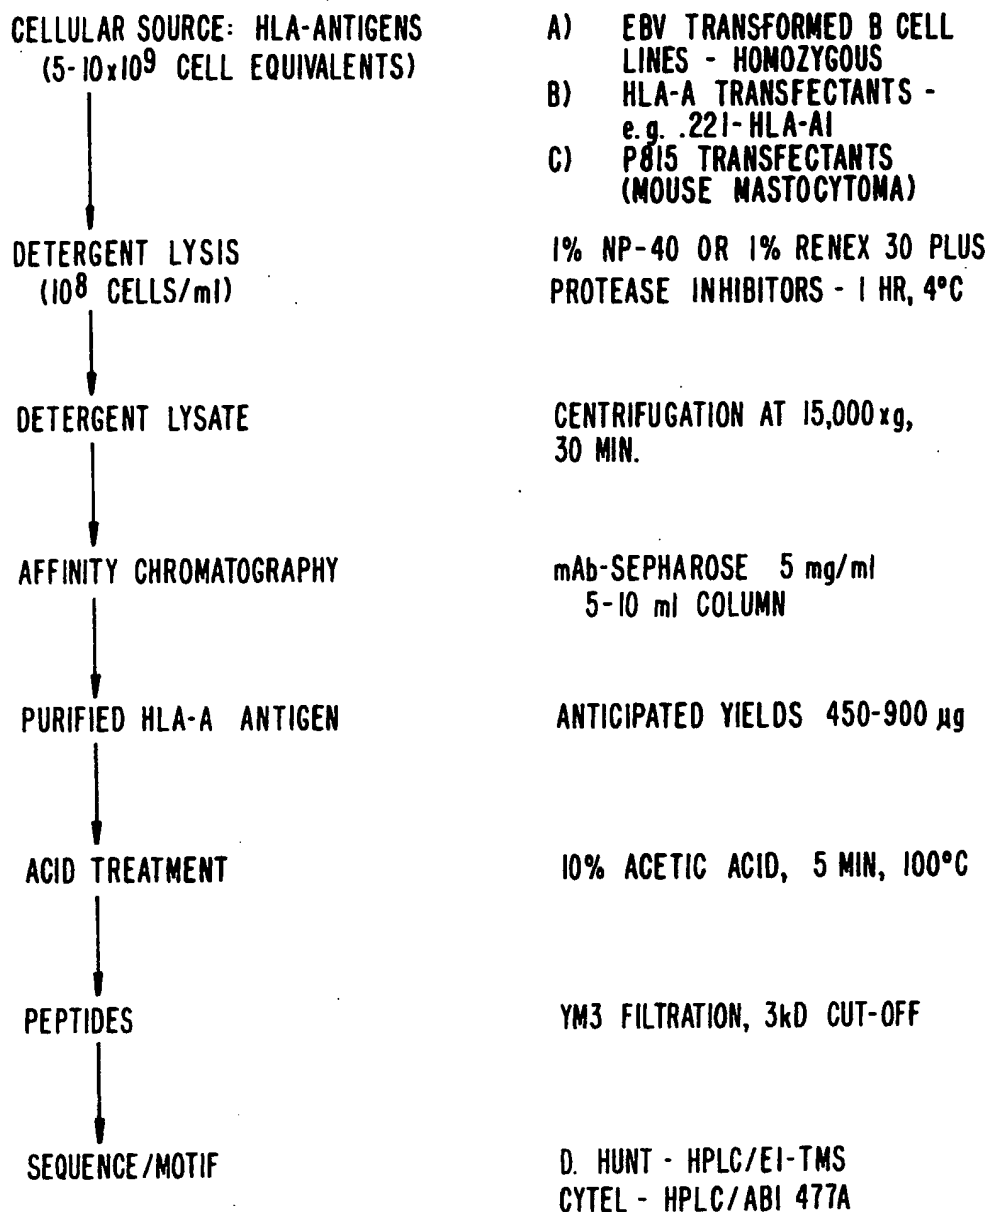 CELLULAR SOURCE: HLA-ANTIGENS
(5-10x10⁹ CELL EQUIVALENTS)
A) EBV TRANSFORMED B CELL
LINES - HOMOZYGOUS
B) HLA-A TRANSFECTANTS -
e.g. .221-HLA-A1
C) P815 TRANSFECTANTS
(MOUSE MASTOCYTOMA)
DETERGENT LYSIS
(10⁸ CELLS/ml)
1% NP-40 OR 1% RENEX 30 PLUS
PROTEASE INHIBITORS - 1 HR, 4°C
DETERGENT LYSATE
CENTRIFUGATION AT 15,000xg,
30 MIN.
AFFINITY CHROMATOGRAPHY
mAb-SEPHAROSE 5 mg/ml
5-10 ml COLUMN
PURIFIED HLA-A ANTIGEN
ANTICIPATED YIELDS 450-900 µg
ACID TREATMENT
10% ACETIC ACID, 5 MIN, 100°C
PEPTIDES
YM3 FILTRATION, 3kD CUT-OFF
SEQUENCE/MOTIF
D. HUNT - HPLC/EI-TMS
CYTEL - HPLC/ABI 477A